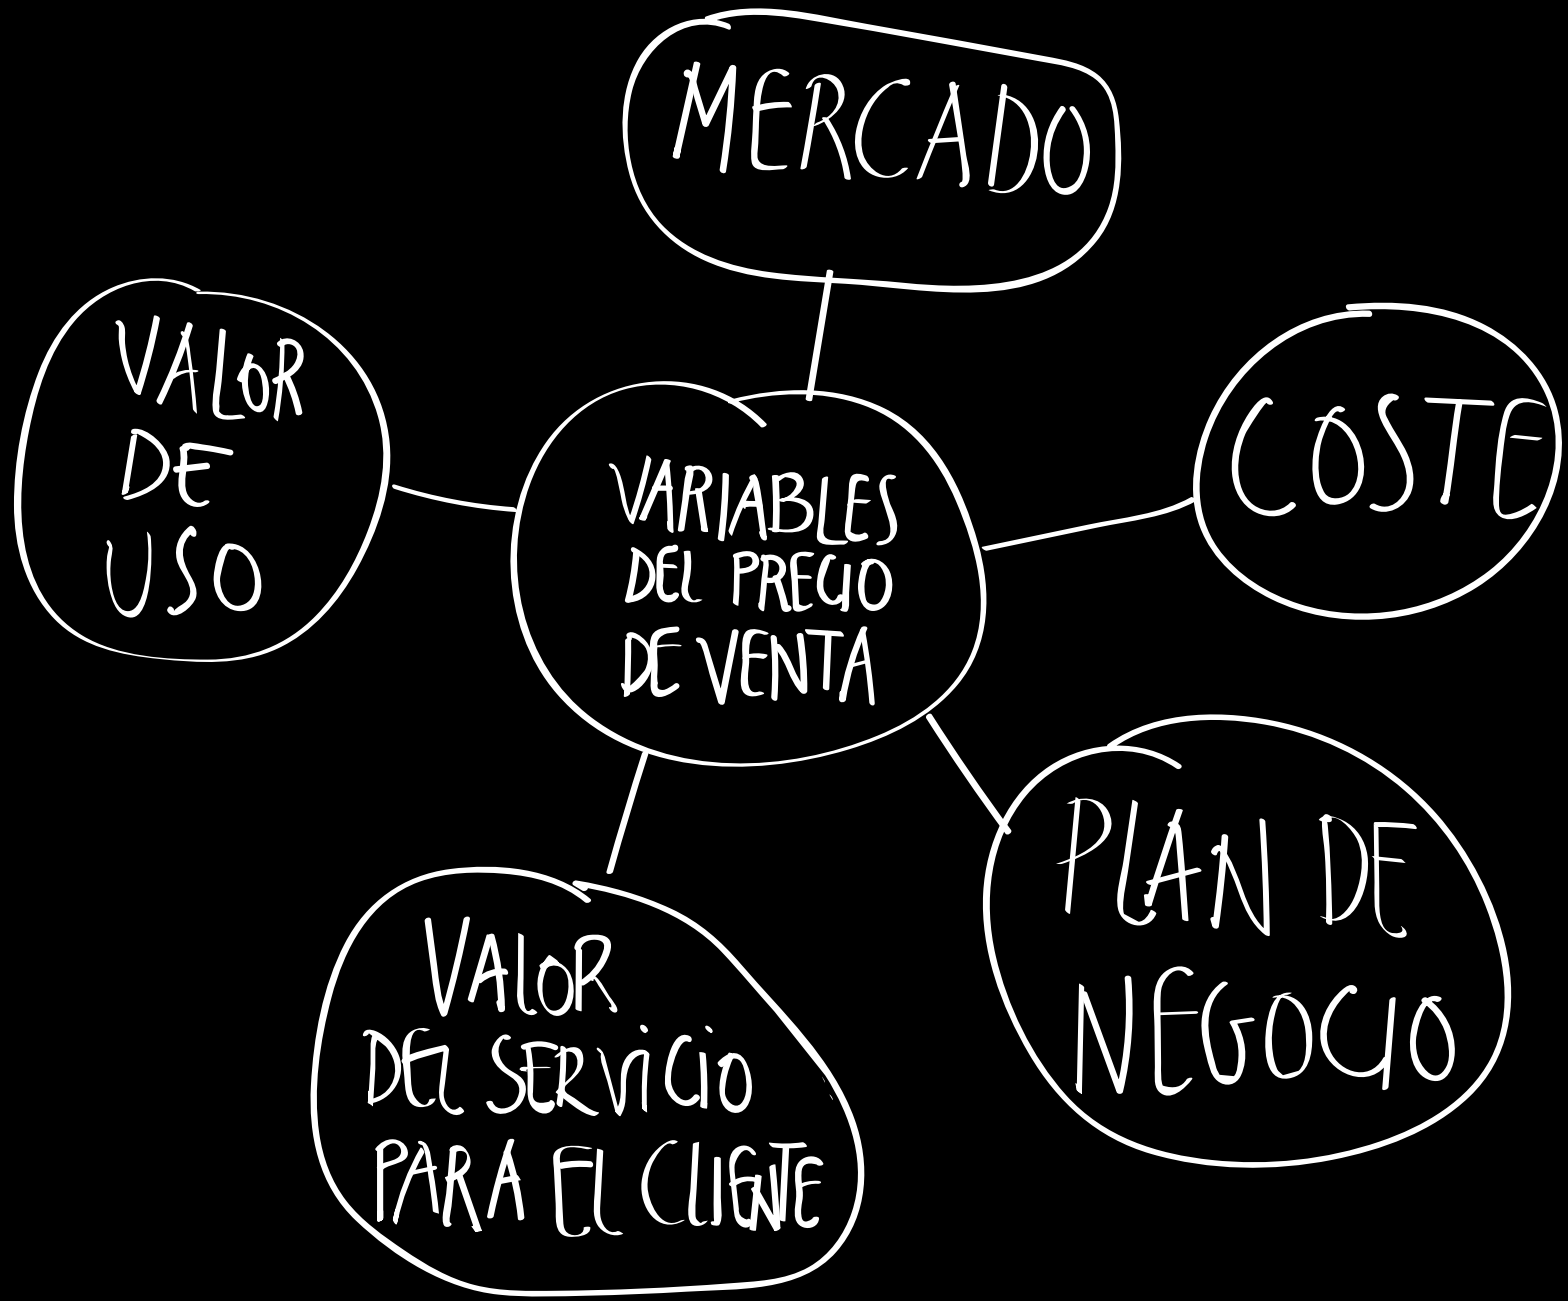 MERCADO
VALOR
DE
USO
COSTE
VARIABLES
DEL PRECIO
DE VENTA
PLAN DE
NEGOCIO
VALOR
DEL SERVICIO
PARA EL CLIENTE